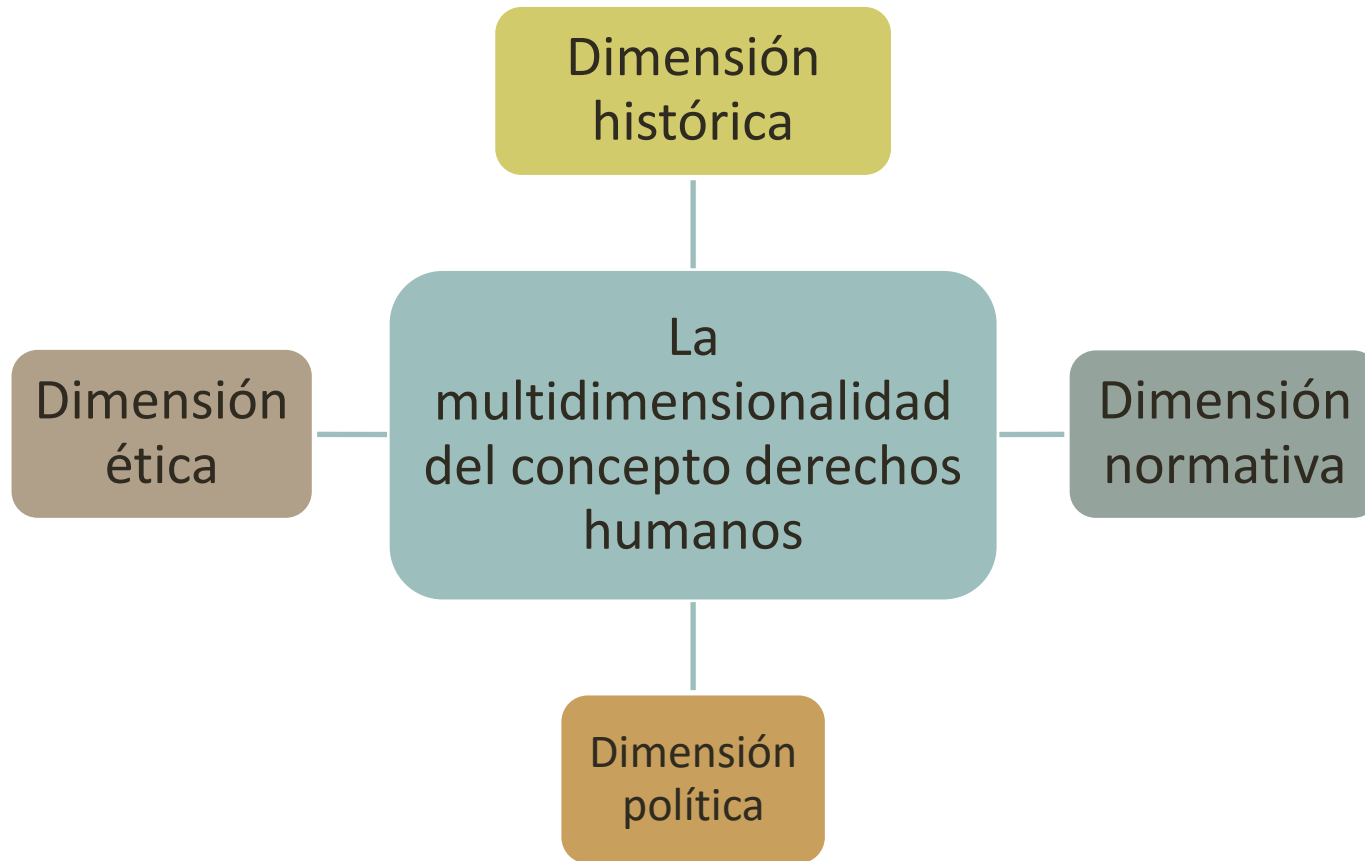 Dimensión
histórica
La
multidimensionalidad
del concepto derechos
humanos
Dimensión
ética
Dimensión
normativa
Dimensión
política